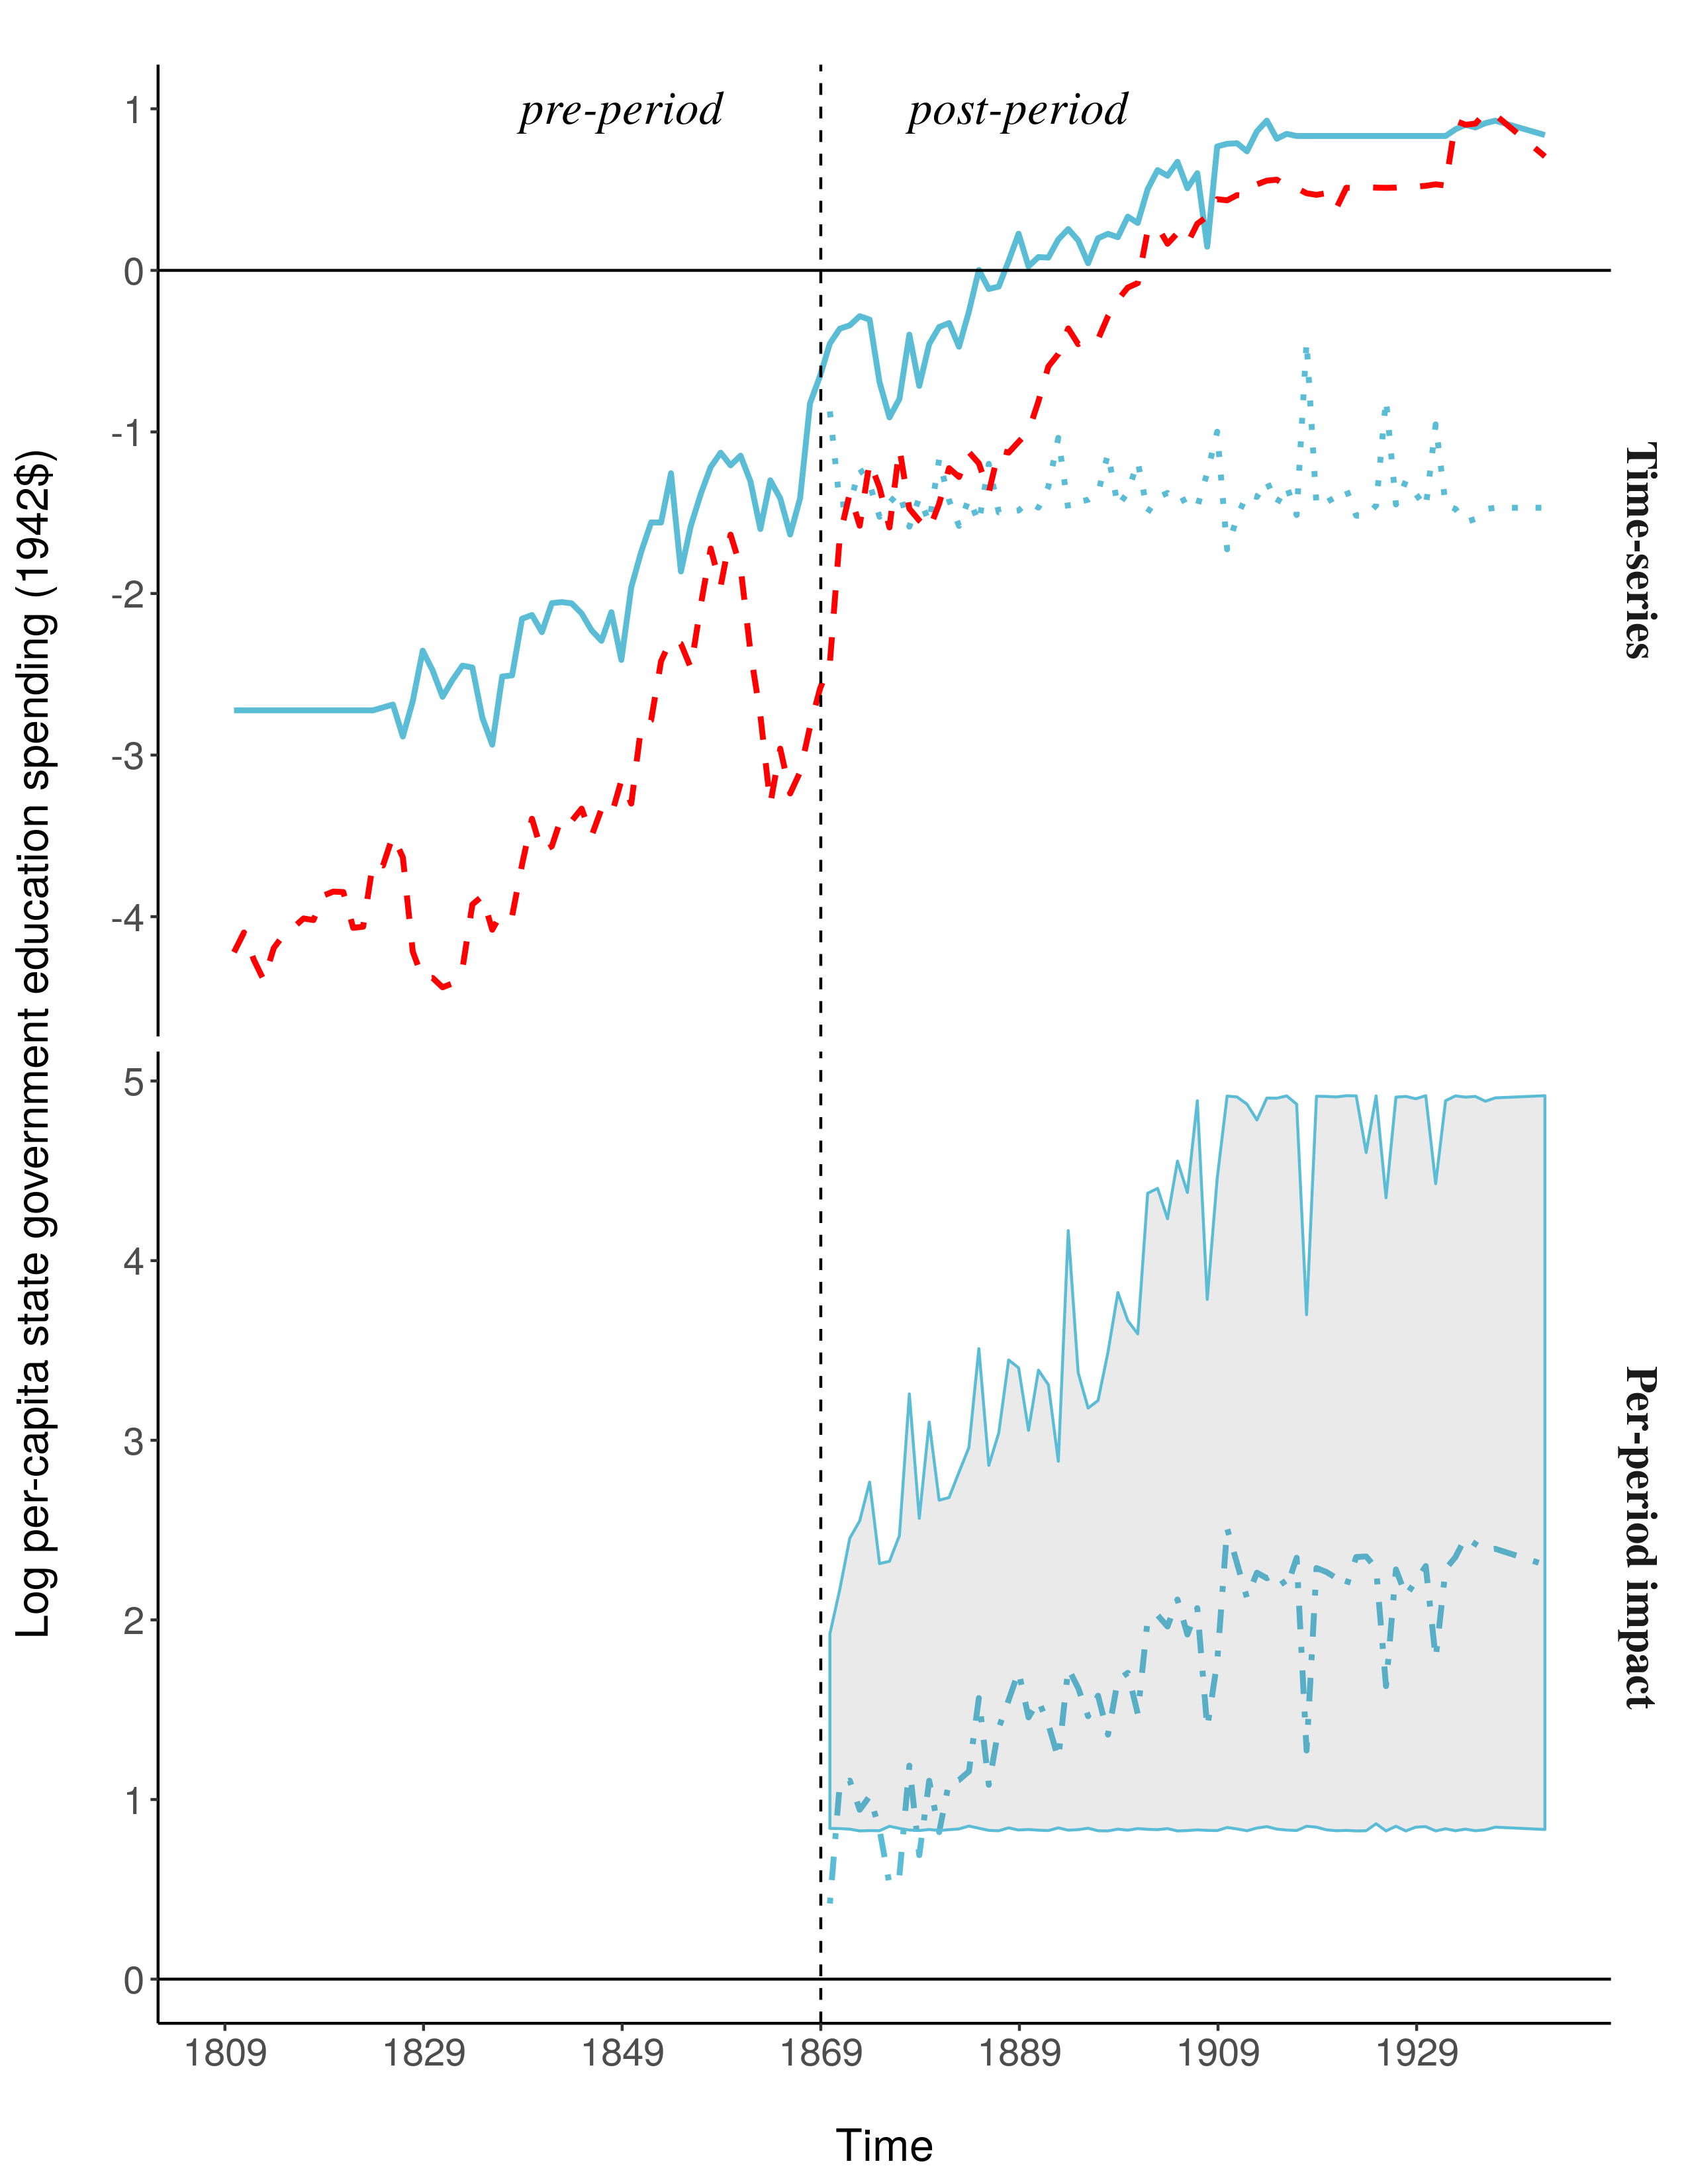 pre-period
post-period
1
0
-1
-2
-3
-4
Time-series
Log per-capita state government education spending (1942$)
5
4
3
2
1
0
Per-period impact
1809 1829 1849 1869 1889 1909 1929
Time